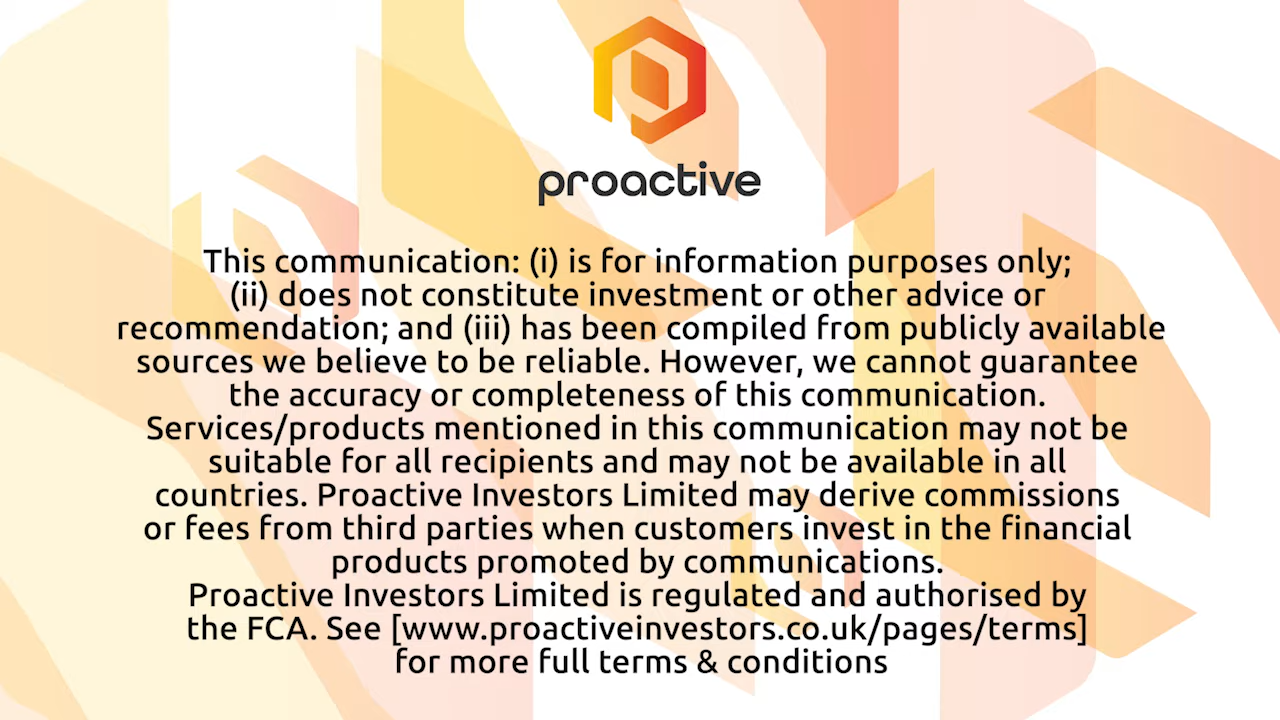 proactive
This communication: (i) is for information purposes only;
(ii) does not constitute investment or other advice or
recommendation; and (iii) has been compiled from publicly available
sources we believe to be reliable. However, we cannot guarantee
the accuracy or completeness of this communication.
Services/products mentioned in this communication may not be
suitable for all recipients and may not be available in all
countries. Proactive Investors Limited may derive commissions
or fees from third parties when customers invest in the financial
products promoted by communications.
Proactive Investors Limited is regulated and authorised by
the FCA. See [www.proactiveinvestors.co.uk/pages/terms]
for more full terms & conditions